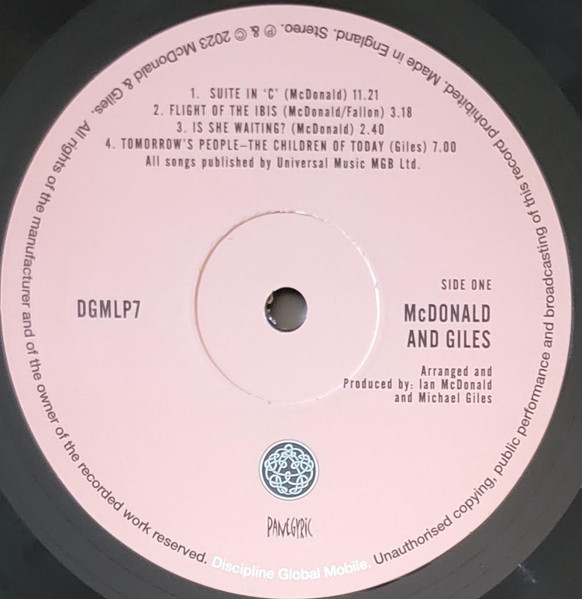 1. SUITE IN 'C' (McDonald) 11.21
2. FLIGHT OF THE IBIS (McDonald/Fallon) 3.18
3. IS SHE WAITING? (McDonald) 2.40
4. TOMORROW'S PEOPLE–THE CHILDREN OF TODAY (Giles) 7.00
All songs published by Universal Music MGB Ltd.
DGMLP7
SIDE ONE
McDONALD
AND GILES
Arranged and
Produced by: Ian McDonald
and Michael Giles
PANEGYRIC
℗ & © 2023 McDonald & Giles. All rights of the manufacturer and of the owner of the recorded work reserved. Discipline Global Mobile. Unauthorised copying, public performance and broadcasting of this record prohibited. Made in England. Stereo.